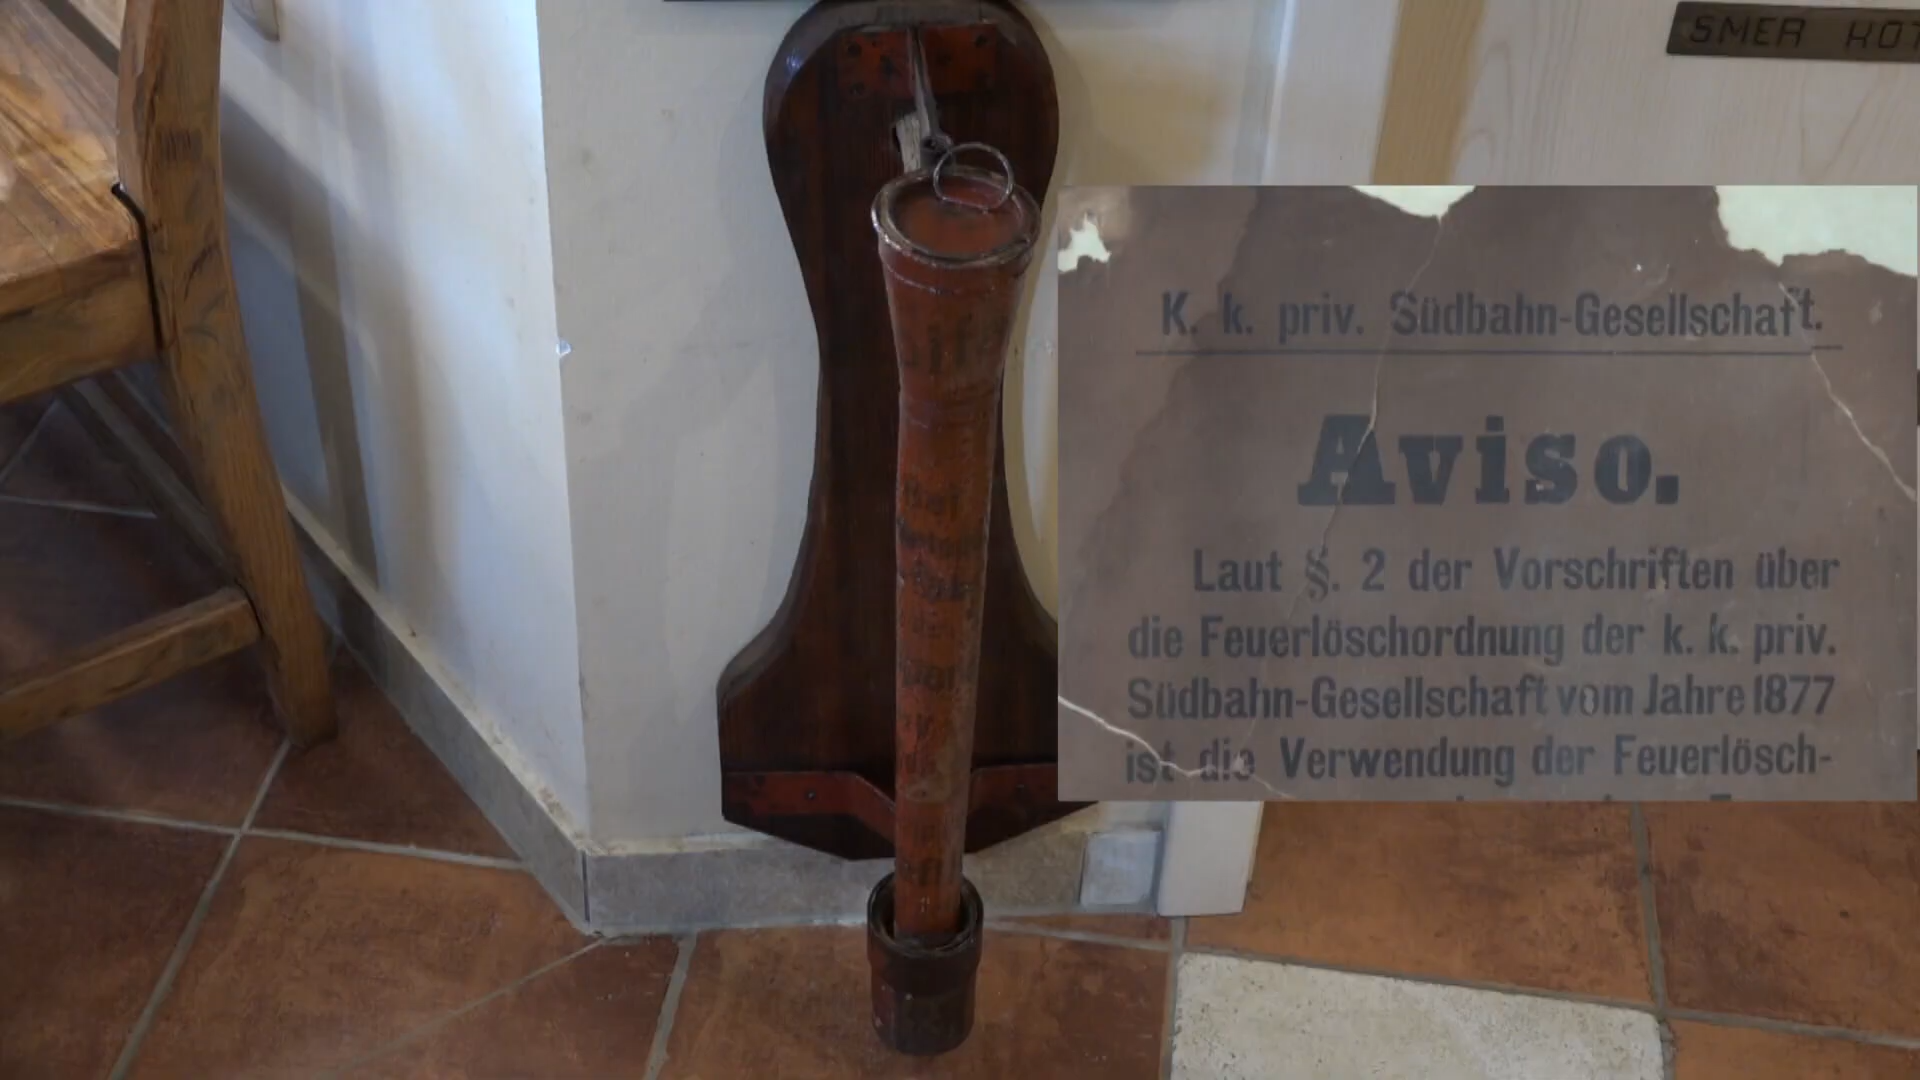 SMER KOT
K. k. priv. Südbahn-Gesellschaft.
Aviso.
Laut §. 2 der Vorschriften über
die Feuerlöschordnung der k. k. priv.
Südbahn-Gesellschaft vom Jahre 1877
ist die Verwendung der Feuerlösch-